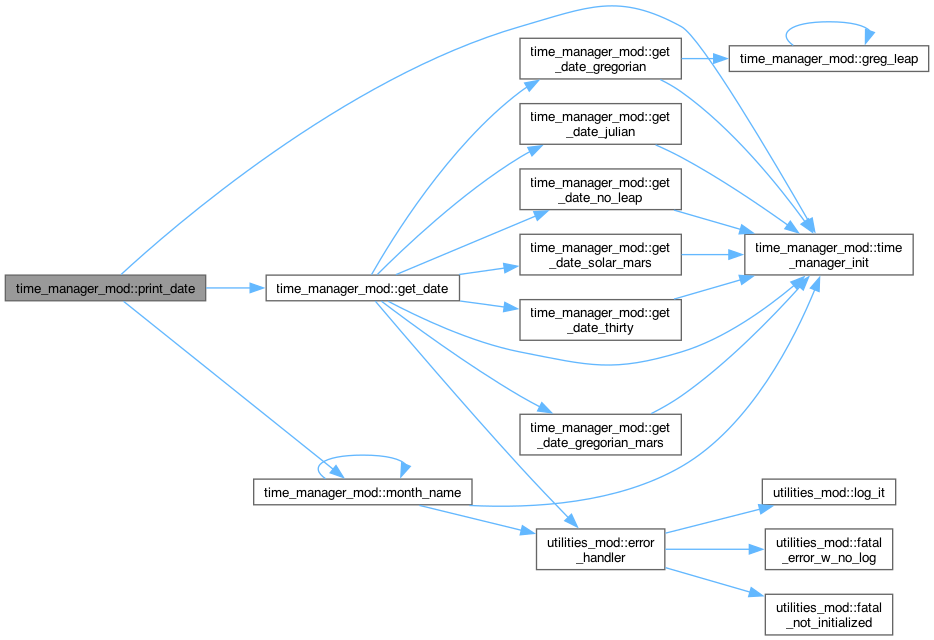 time_manager_mod::print_date
time_manager_mod::get_date
time_manager_mod::month_name
time_manager_mod::get
_date_gregorian
time_manager_mod::get
_date_julian
time_manager_mod::get
_date_no_leap
time_manager_mod::get
_date_solar_mars
time_manager_mod::get
_date_thirty
time_manager_mod::get
_date_gregorian_mars
utilities_mod::error
_handler
time_manager_mod::greg_leap
time_manager_mod::time
_manager_init
utilities_mod::log_it
utilities_mod::fatal
_error_w_no_log
utilities_mod::fatal
_not_initialized